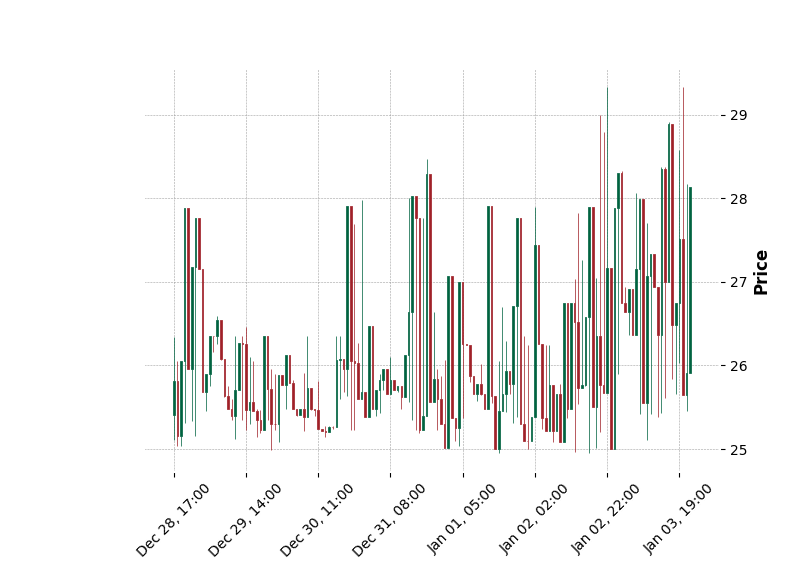 29
28
27
26
25
Price
Dec 28, 17:00
Dec 29, 14:00
Dec 30, 11:00
Dec 31, 08:00
Jan 01, 05:00
Jan 02, 02:00
Jan 02, 22:00
Jan 03, 19:00